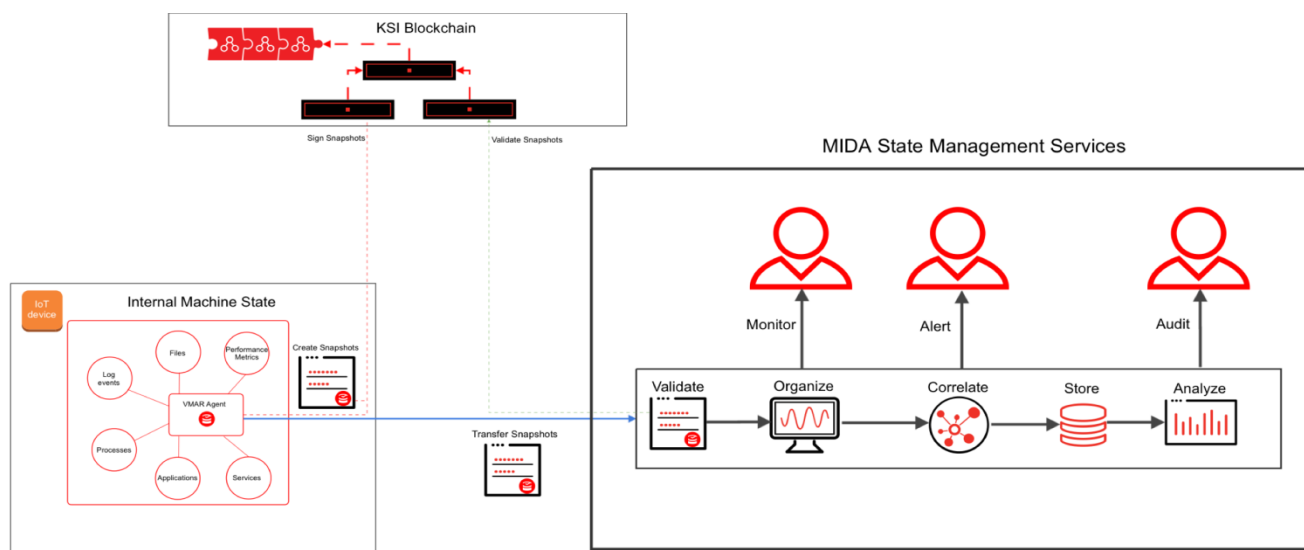 KSI Blockchain
Sign Snapshots
Validate Snapshots
MIDA State Management Services
Monitor
Alert
Audit
Validate
Organize
Correlate
Store
Analyze
IoT
device
Internal Machine State
Files
Performance
Metrics
Log
events
VMAR Agent
Processes
Applications
Services
Create Snapshots
Transfer Snapshots